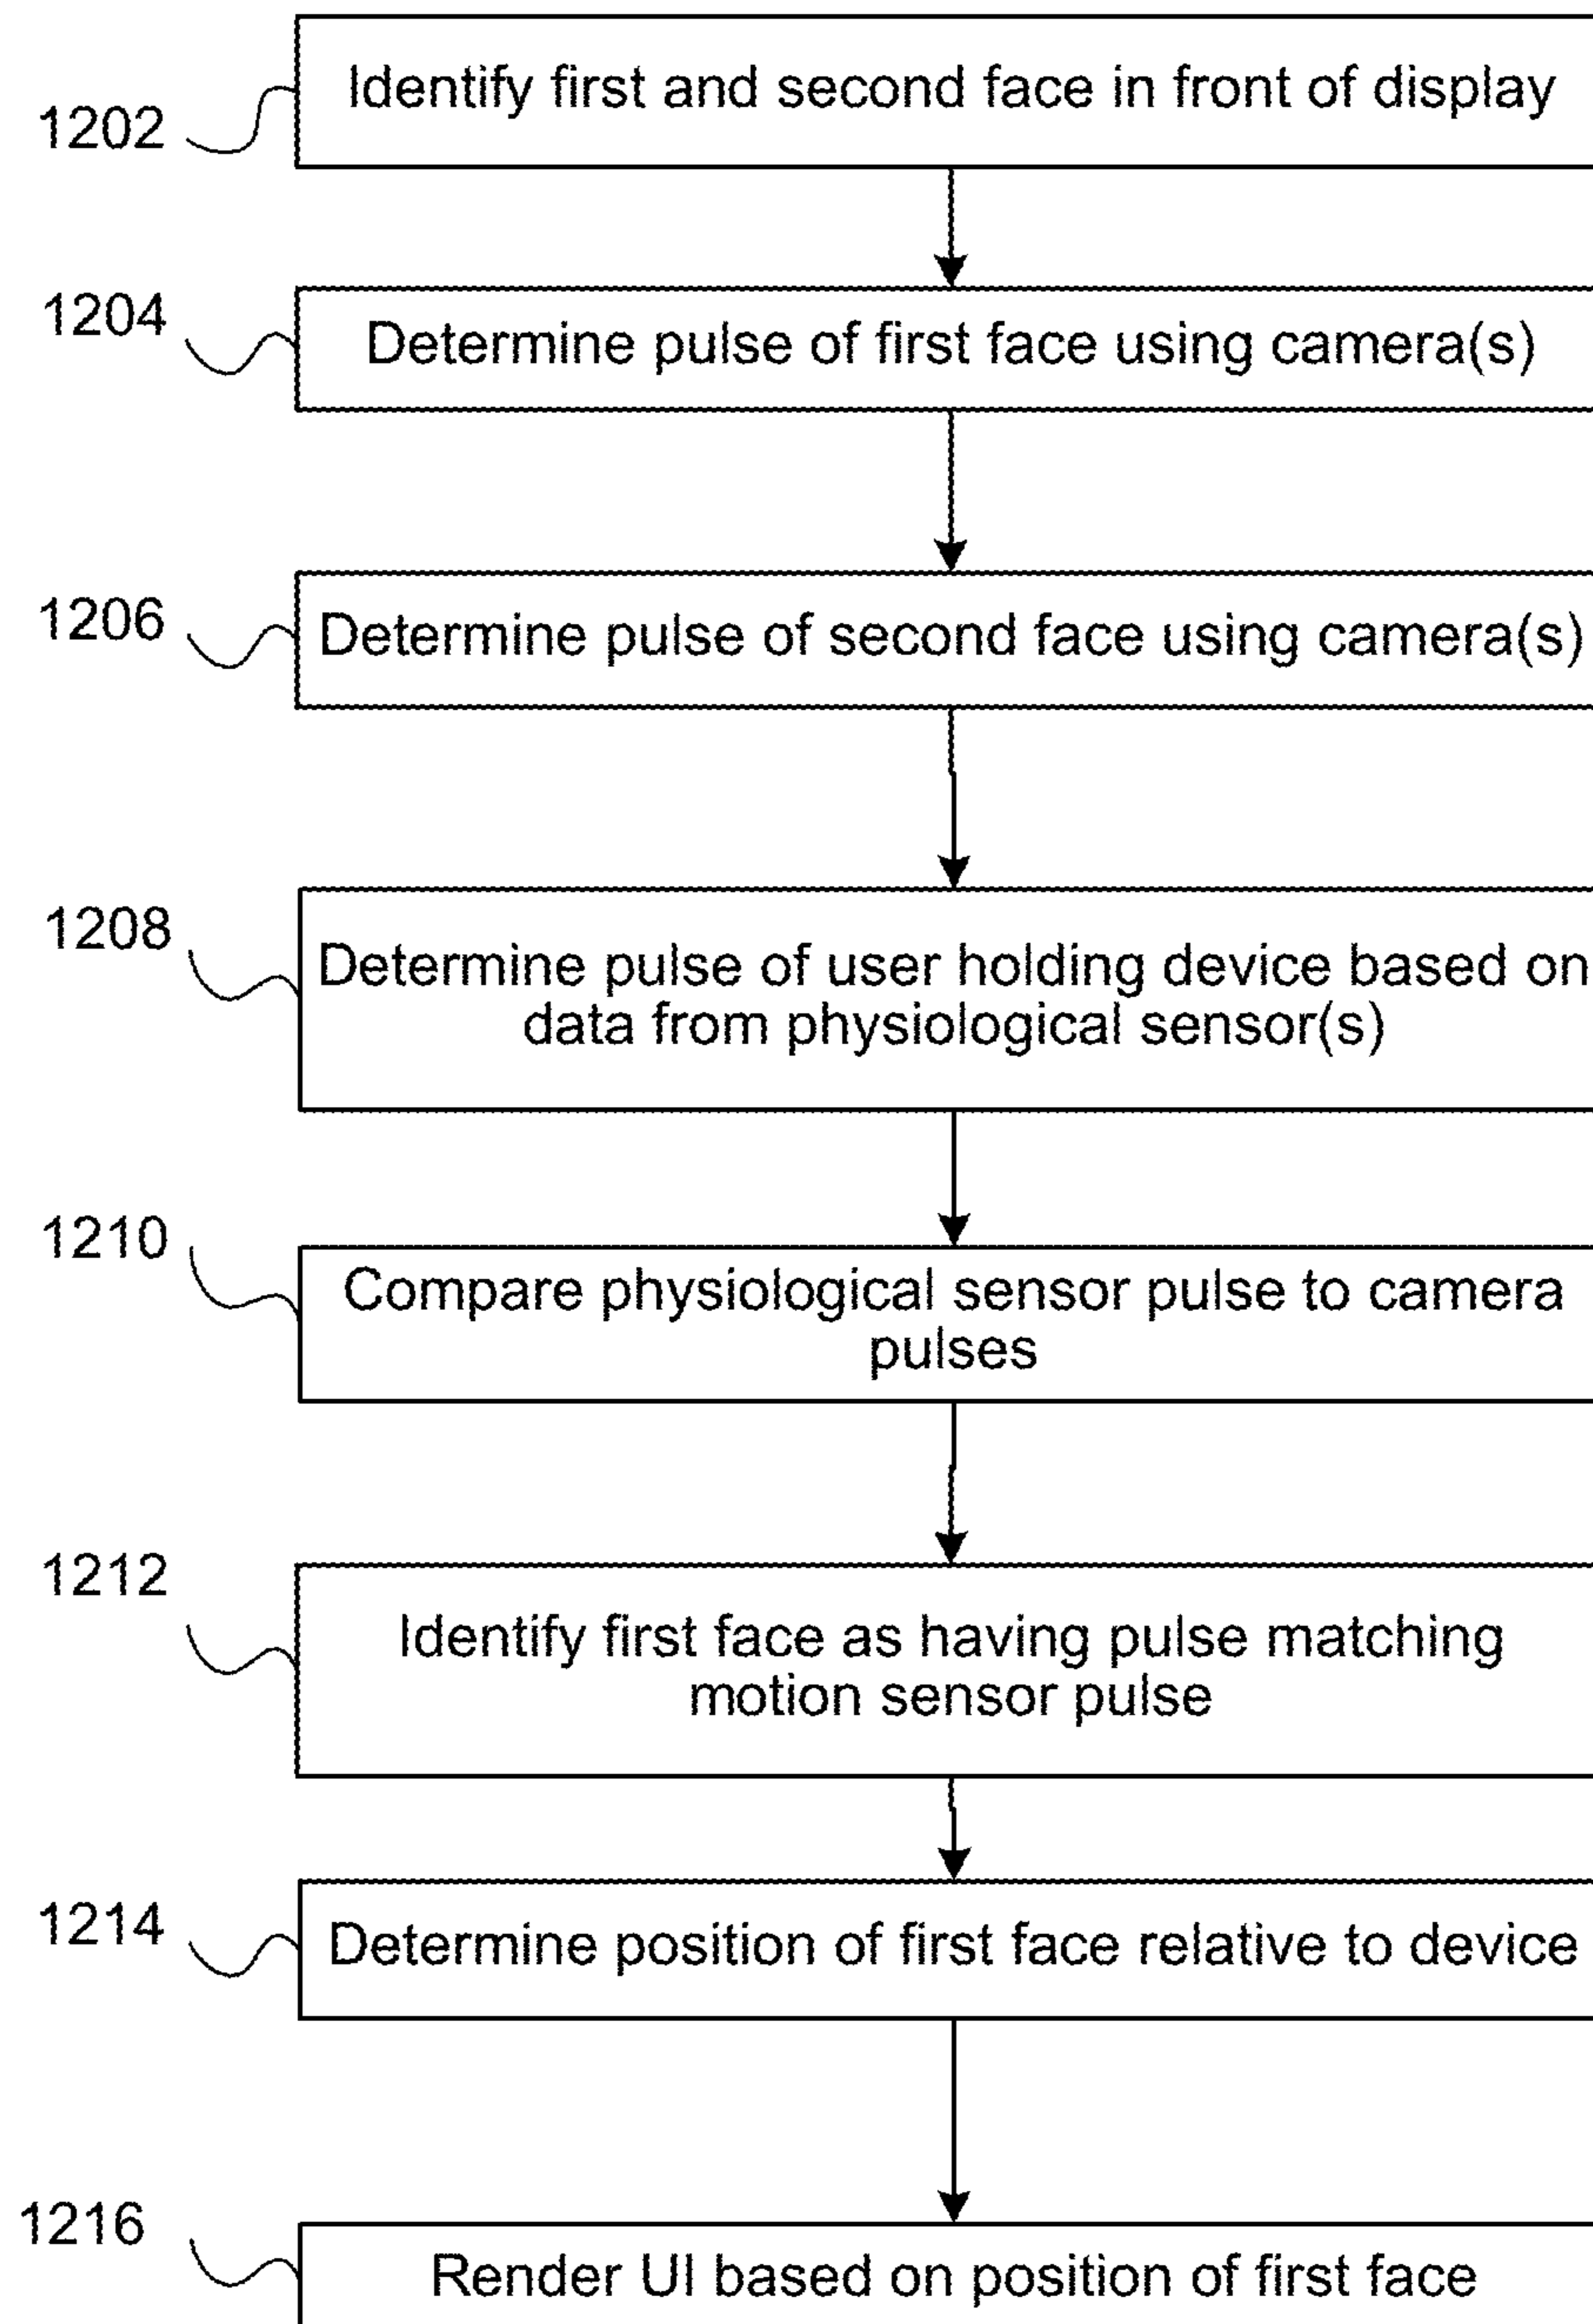 1202
Identify first and second face in front of display
1204
Determine pulse of first face using camera(s)
1206
Determine pulse of second face using camera(s)
1208
Determine pulse of user holding device based on
data from physiological sensor(s)
1210
Compare physiological sensor pulse to camera
pulses
1212
Identify first face as having pulse matching
motion sensor pulse
1214
Determine position of first face relative to device
1216
Render UI based on position of first face